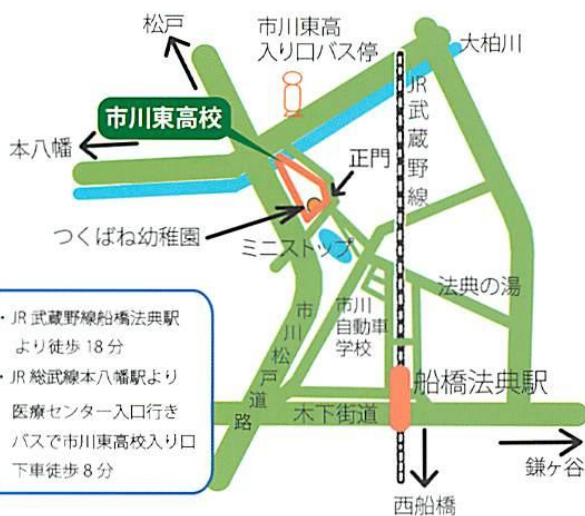 松戸
市川東高
入り口バス停
大柏川
市川東高校
JR武蔵野線
本八幡
正門
つくばね幼稚園
ミニストップ
法典の湯
市川
自動車
学校
市川松戸道路
・JR 武蔵野線船橋法典駅
より徒歩 18 分
・JR 総武線本八幡駅より
医療センター入口行き
バスで市川東高校入り口
下車徒歩 8 分
船橋法典駅
木下街道
鎌ヶ谷
西船橋